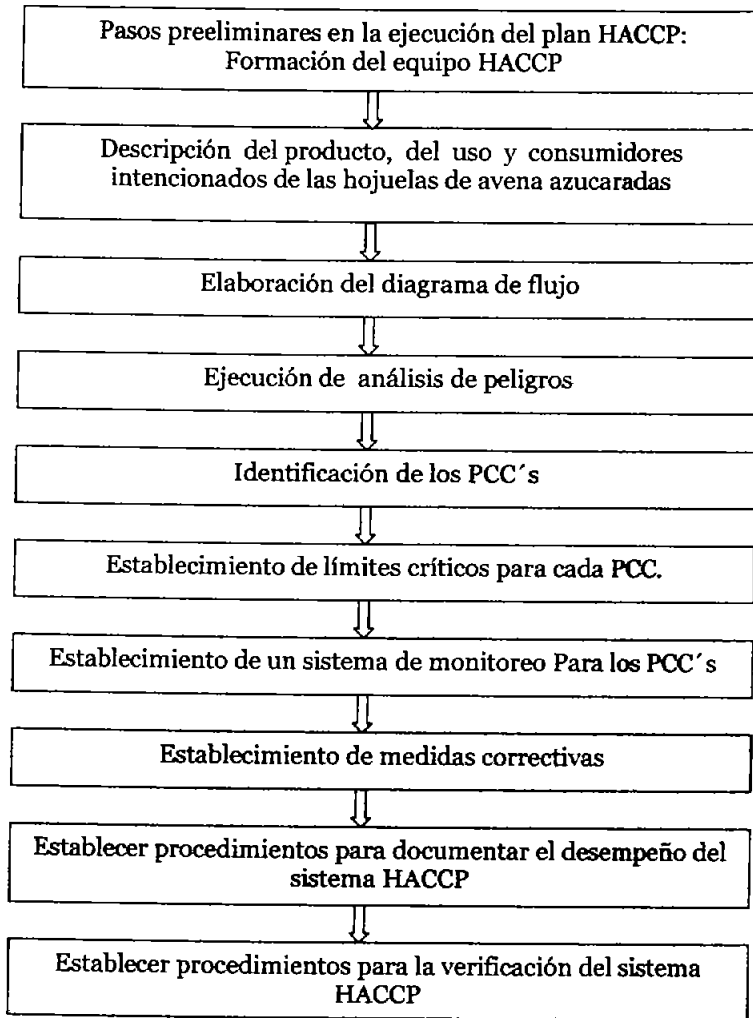 Pasos preeliminares en la ejecución del plan HACCP:
Formación del equipo HACCP
Descripción del producto, del uso y consumidores
intencionados de las hojuelas de avena azucaradas
Elaboración del diagrama de flujo
Ejecución de análisis de peligros
Identificación de los PCC´s
Establecimiento de límites críticos para cada PCC.
Establecimiento de un sistema de monitoreo Para los PCC´s
Establecimiento de medidas correctivas
Establecer procedimientos para documentar el desempeño del
sistema HACCP
Establecer procedimientos para la verificación del sistema
HACCP